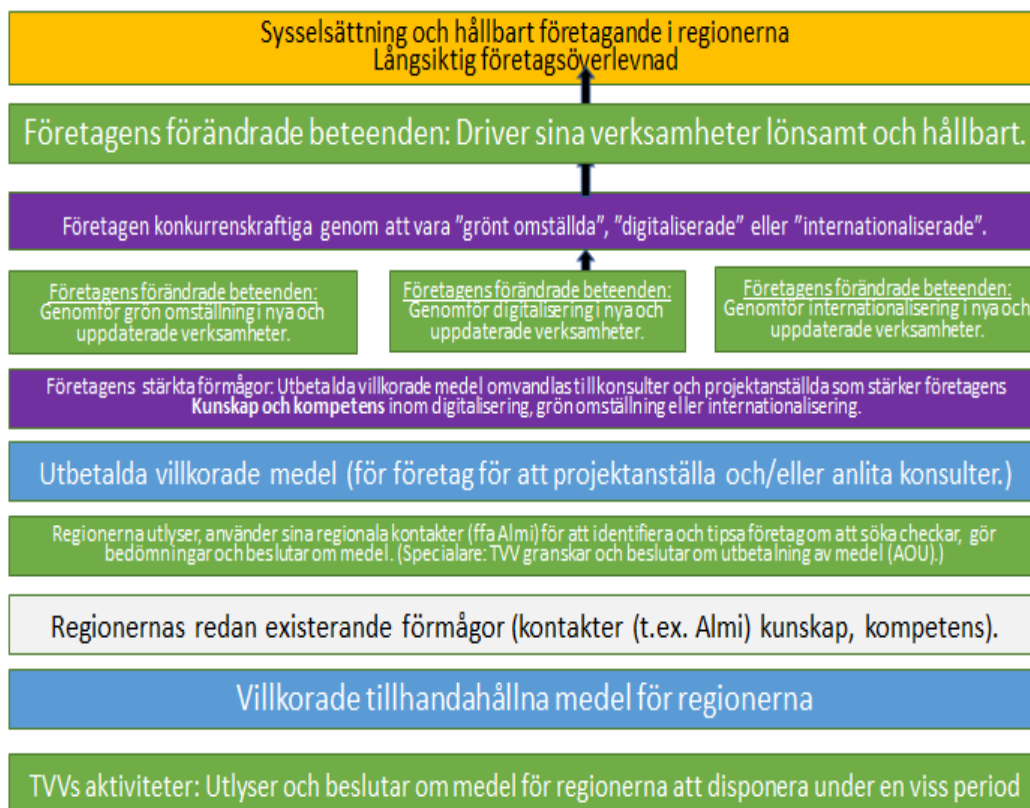 Sysselsättning och hållbart företagande i regionerna
Långsiktig företagsöverlevnad
Företagens förändrade beteenden: Driver sina verksamheter lönsamt och hållbart.
Företagen konkurrenskraftiga genom att vara ”grönt omställda”, ”digitaliserade” eller ”internationaliserade”.
Företagens förändrade beteenden:
Genomför grön omställning i nya och
uppdaterade verksamheter.
Företagens förändrade beteenden:
Genomför digitalisering i nya och
uppdaterade verksamheter.
Företagens förändrade beteenden:
Genomför internationalisering i nya och
uppdaterade verksamheter.
Företagens stärkta förmågor: Utbetalda villkorade medel omvandlas till konsulter och projektanställda som stärker företagens
Kunskap och kompetens inom digitalisering, grön omställning eller internationalisering.
Utbetalda villkorade medel (för företag för att projektanställa och/eller anlita konsulter.)
Regionerna utlyser, använder sina regionala kontakter (ffa Almi) för att identifiera och tipsa företag om att söka checkar, gör
bedömningar och beslutar om medel. (Specialare: TVV granskar och beslutar om utbetalning av medel (AOU).)
Regionernas redan existerande förmågor (kontakter (t.ex. Almi) kunskap, kompetens).
Villkorade tillhandahållna medel för regionerna
TVVs aktiviteter: Utlyser och beslutar om medel för regionerna att disponera under en viss period